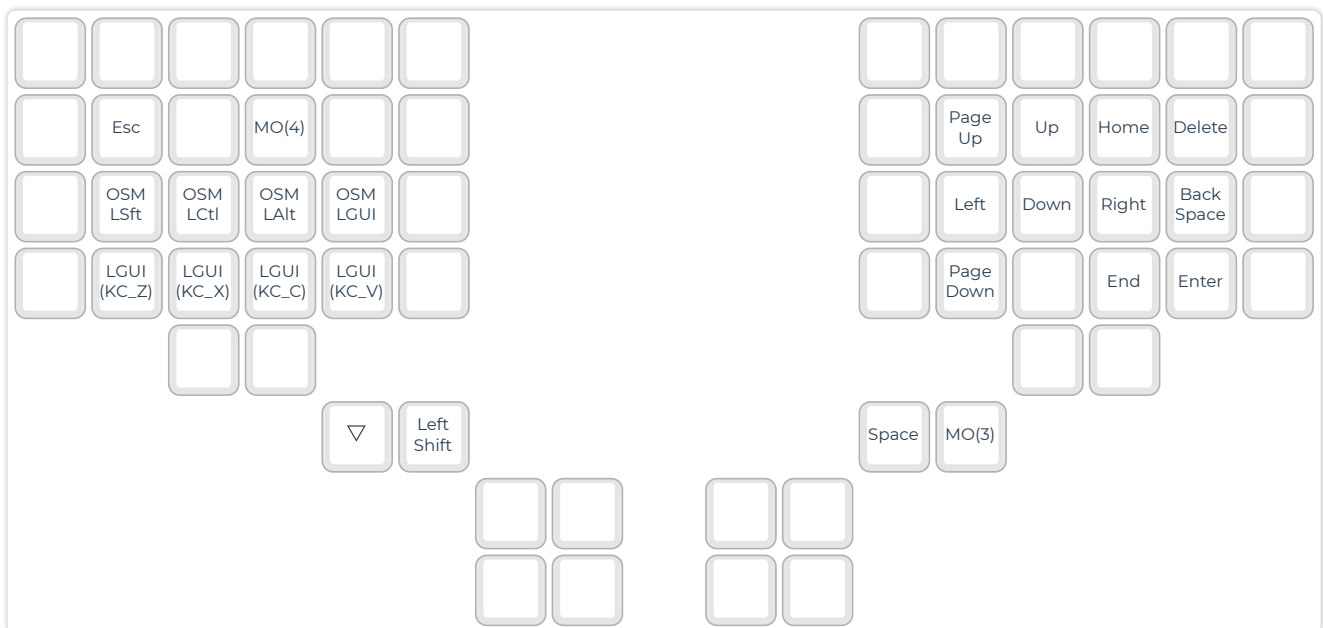 Esc
MO(4)
Page
Up
Up
Home
Delete
OSM
LSft
OSM
LCtl
OSM
LAlt
OSM
LGUI
Left
Down
Right
Back
Space
LGUI
(KC_Z)
LGUI
(KC_X)
LGUI
(KC_C)
LGUI
(KC_V)
Page
Down
End
Enter
▽
Left
Shift
Space
MO(3)